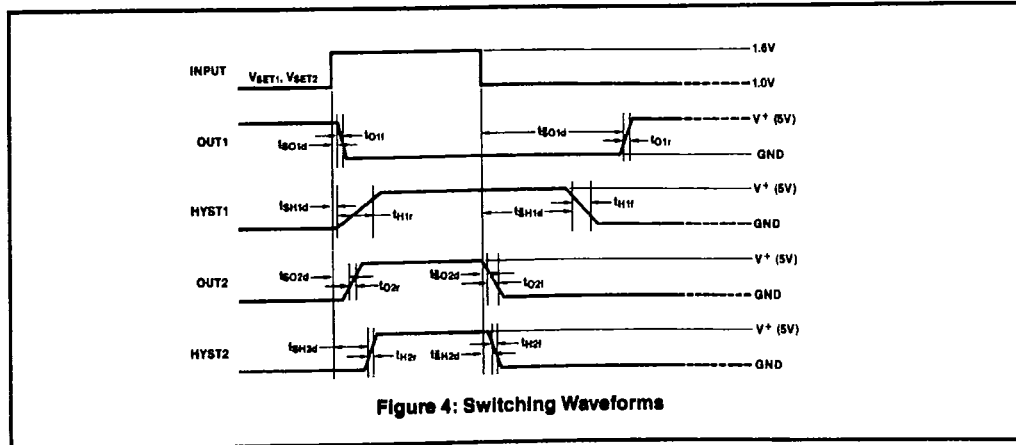 INPUT
VSET1, VSET2
1.6V
1.0V
OUT1
tO1f
tSO1d
tSO1d
tO1r
V+ (5V)
GND
HYST1
tSH1d
tH1r
tSH1d
tH1f
V+ (5V)
GND
OUT2
tSO2d
tO2r
tSO2d
tO2f
V+ (5V)
GND
HYST2
tSH2d
tH2r
tSH2d
tH2f
V+ (5V)
GND
Figure 4: Switching Waveforms